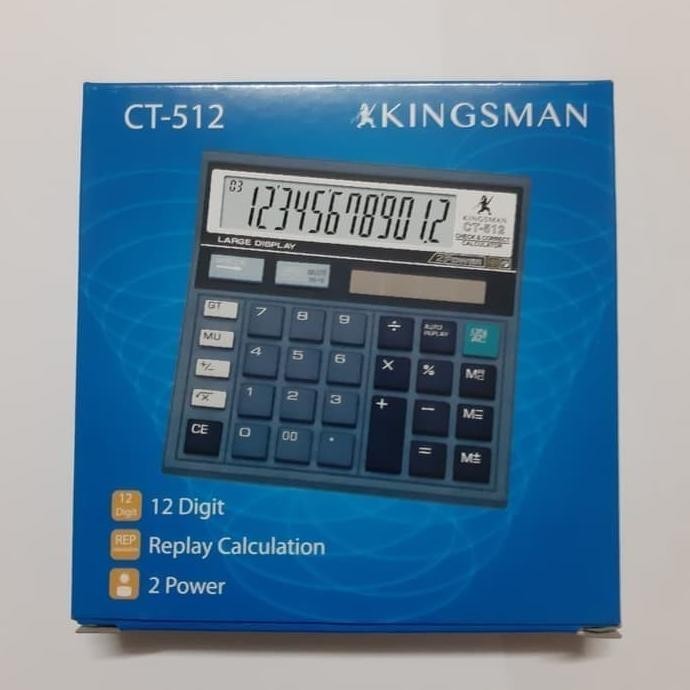 CT-512
KINGSMAN
03
123456789012
KINGSMAN
CT-512
CHECK & CORRECT
CALCULATOR
LARGE DISPLAY
2 POWER
GT 7 8 9 ÷ AUTO REPLAY
MU 4 5 6 × %
+/- 1 2 3 + − M=
√x
CE 0 00 . = M±
12 Digit
12 Digit
REP
Replay Calculation
2 Power